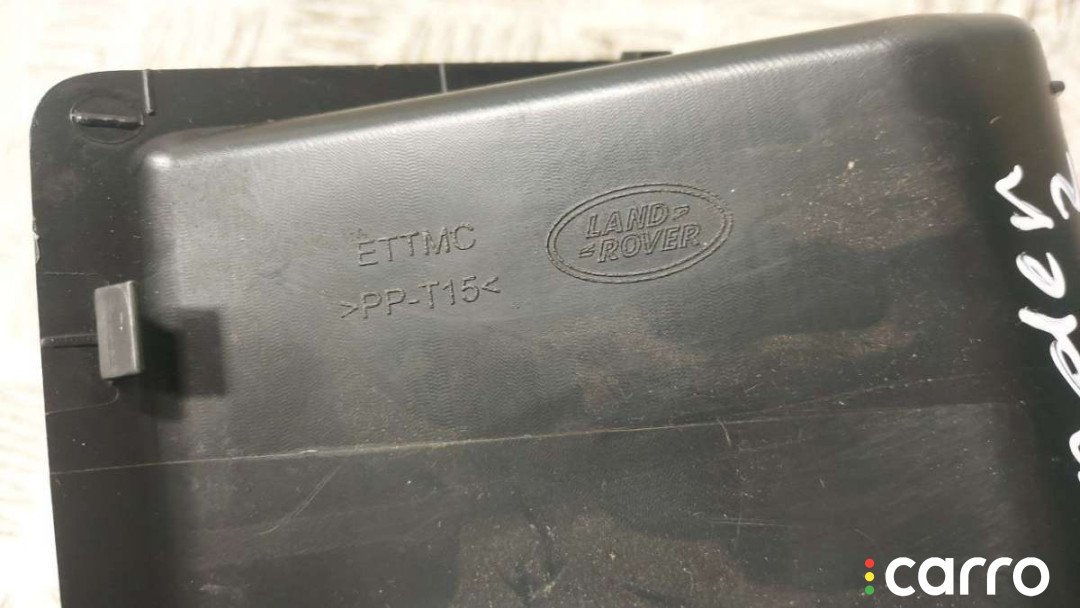 ETTMC
>PP-T15<
LAND
ROVER
carro